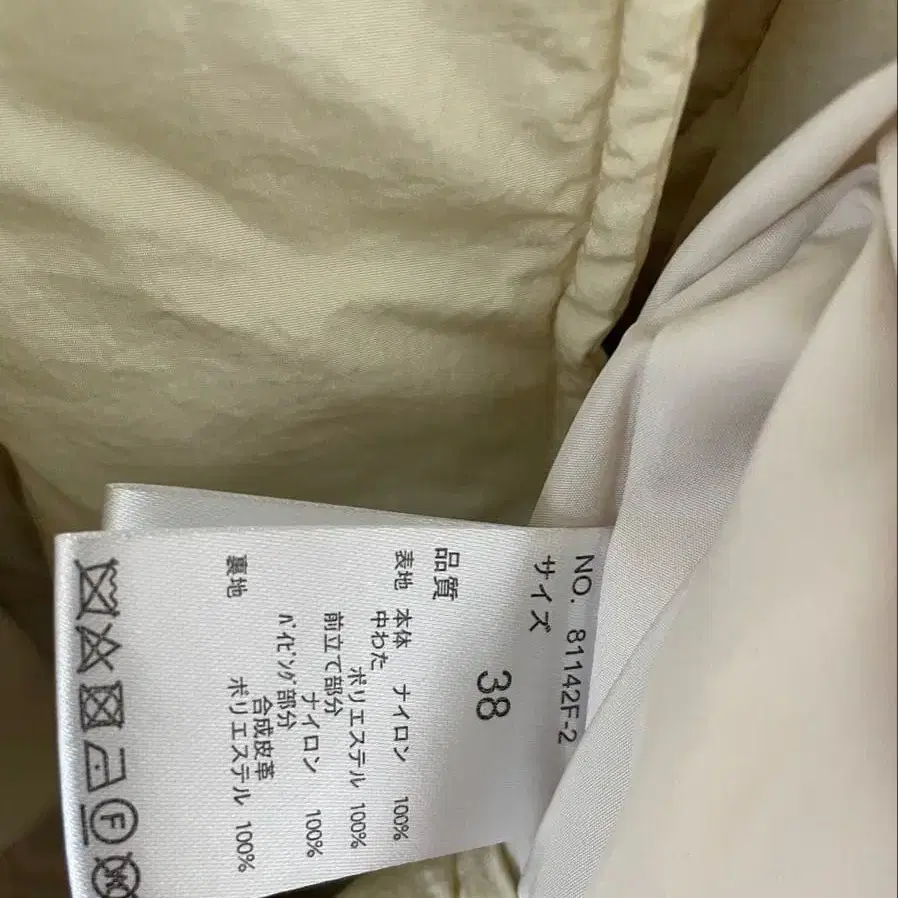 NO. 81142F-2
サイズ
38
品質
表地 本体 ナイロン 100%
中わた
ポリエステル 100%
前立て部分
ナイロン 100%
ﾊﾟｲﾋﾟﾝｸﾞ部分
合成皮革
裏地 ポリエステル 100%
F
W